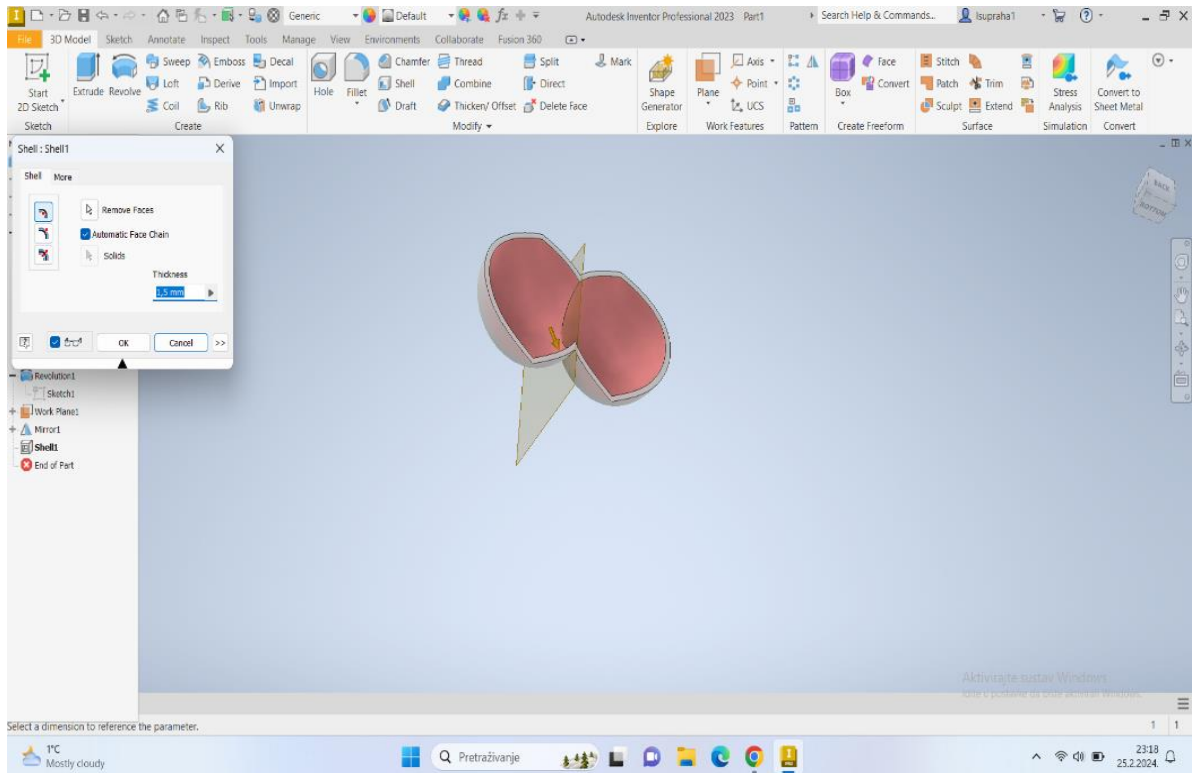 Generic
Default
Autodesk Inventor Professional 2023 Part1
Search Help & Commands...
lsupraha1
File 3D Model Sketch Annotate Inspect Tools Manage View Environments Collaborate Fusion 360
Start
2D Sketch
Extrude Revolve
Sweep Emboss Decal
Loft Derive Import
Coil Rib Unwrap
Hole Fillet
Chamfer Thread Split
Shell Combine Direct
Draft Thicken/ Offset Delete Face
Mark
Shape
Generator
Plane
Axis
Point
UCS
Box
Face
Convert
Stitch
Patch Trim
Sculpt Extend
Stress
Analysis
Convert to
Sheet Metal
Sketch Create Modify Explore Work Features Pattern Create Freeform Surface Simulation Convert
Shell : Shell1
Shell More
Remove Faces
Automatic Face Chain
Solids
Thickness
1,5 mm
OK Cancel >>
Revolution1
Sketch1
Work Plane1
Mirror1
Shell1
End of Part
BACK
BOTTOM
Aktivirajte sustav Windows
Select a dimension to reference the parameter.
1 1
1°C
Mostly cloudy
Pretraživanje
23:18
25.2.2024.